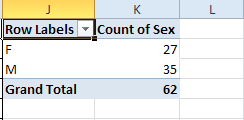 J K L
Row Labels Count of Sex
F 27
M 35
Grand Total 62